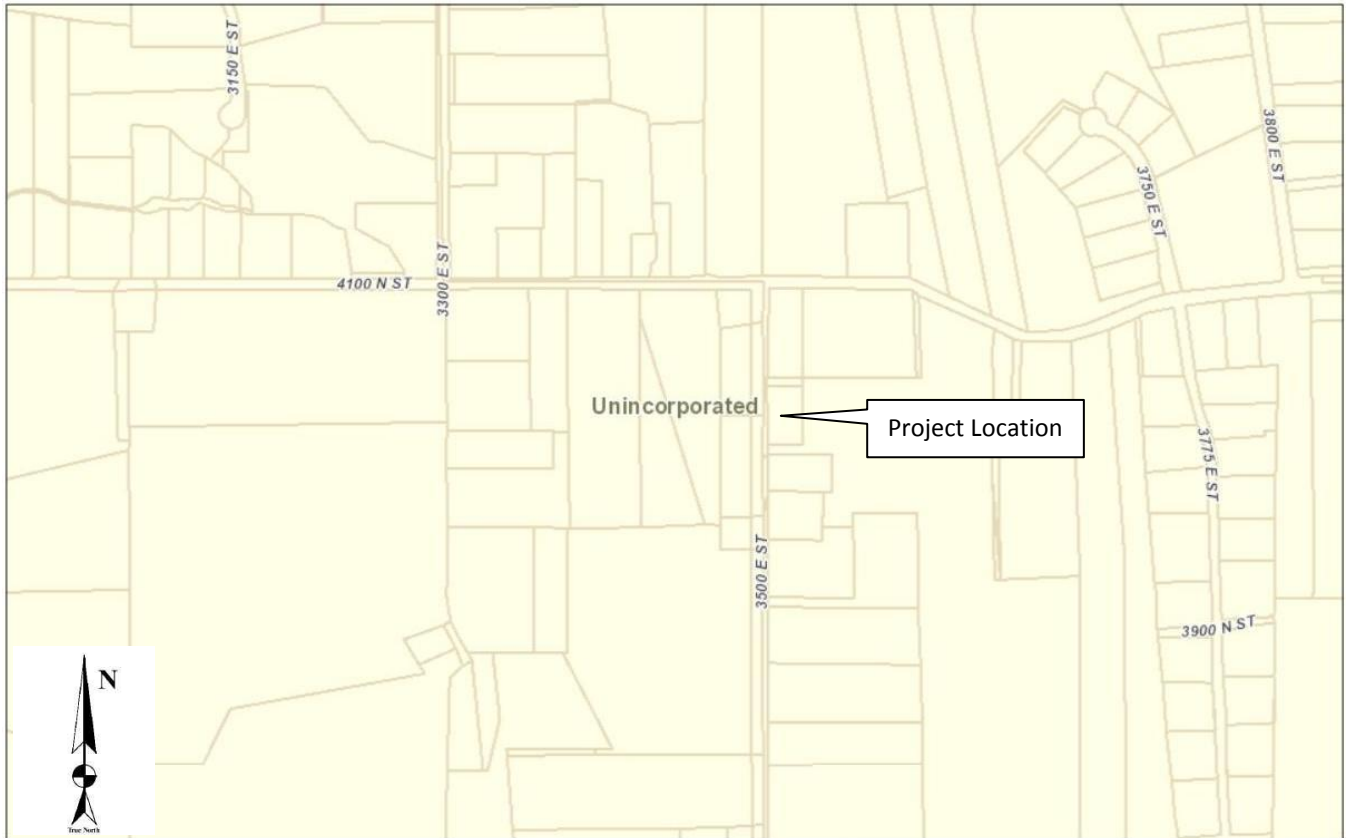 3150 E ST
3800 E ST
3750 E ST
3300 E ST
4100 N ST
Unincorporated
Project Location
3775 E ST
3500 E ST
3900 N ST
N
True North